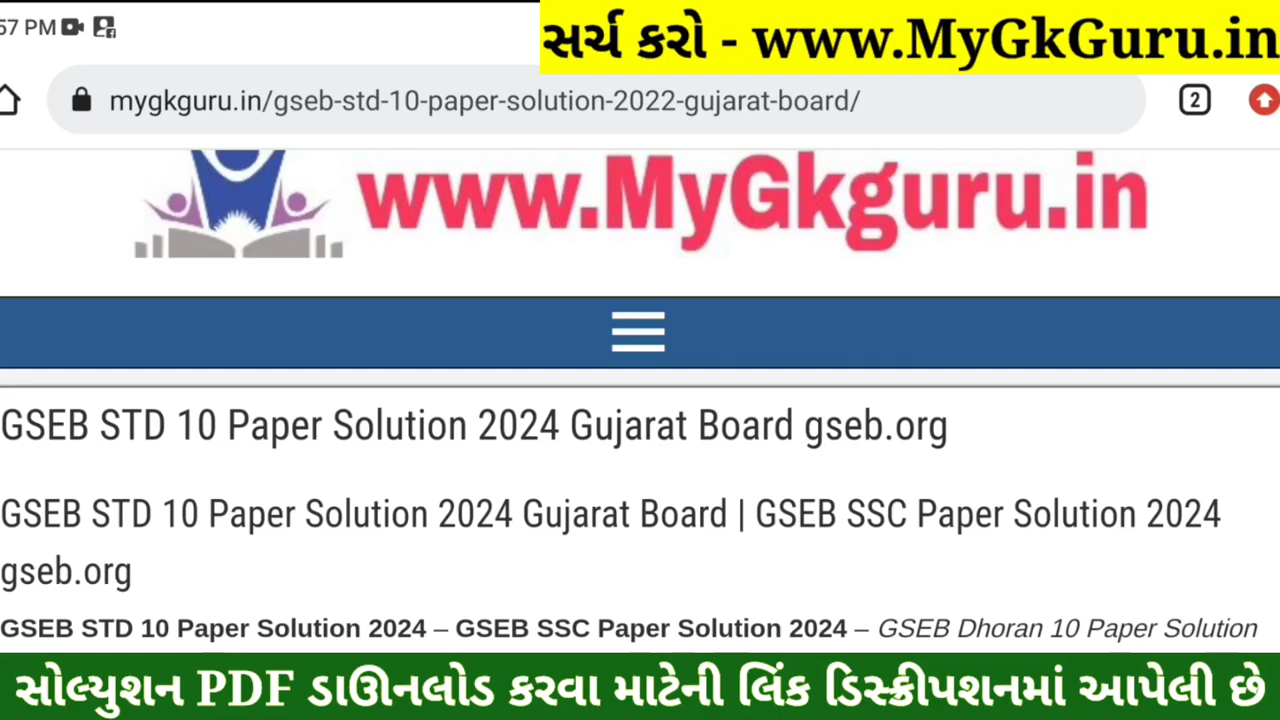 57 PM
સર્ચ કરો - www.MyGkGuru.in
mygkguru.in/gseb-std-10-paper-solution-2022-gujarat-board/
2
www.MyGkguru.in
GSEB STD 10 Paper Solution 2024 Gujarat Board gseb.org
GSEB STD 10 Paper Solution 2024 Gujarat Board | GSEB SSC Paper Solution 2024
gseb.org
GSEB STD 10 Paper Solution 2024 – GSEB SSC Paper Solution 2024 – GSEB Dhoran 10 Paper Solution
સોલ્યુશન PDF ડાઊનલોડ કરવા માટેની લિંક ડિસ્ક્રીપશનમાં આપેલી છે